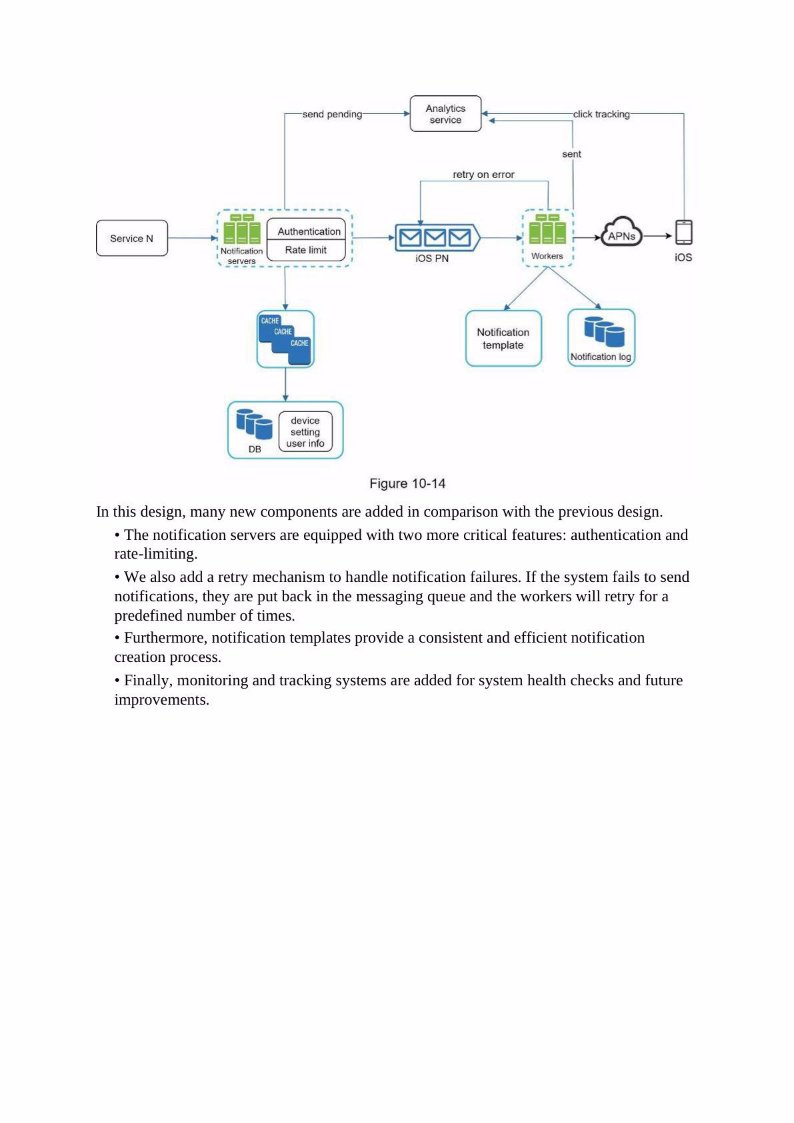 Analytics
service
send pending
click tracking
sent
retry on error
Service N
Notification
servers
Authentication
Rate limit
iOS PN
Workers
APNs
iOS
CACHE
CACHE
CACHE
Notification
template
Notification log
DB
device
setting
user info
Figure 10-14
In this design, many new components are added in comparison with the previous design.
• The notification servers are equipped with two more critical features: authentication and
rate-limiting.
• We also add a retry mechanism to handle notification failures. If the system fails to send
notifications, they are put back in the messaging queue and the workers will retry for a
predefined number of times.
• Furthermore, notification templates provide a consistent and efficient notification
creation process.
• Finally, monitoring and tracking systems are added for system health checks and future
improvements.